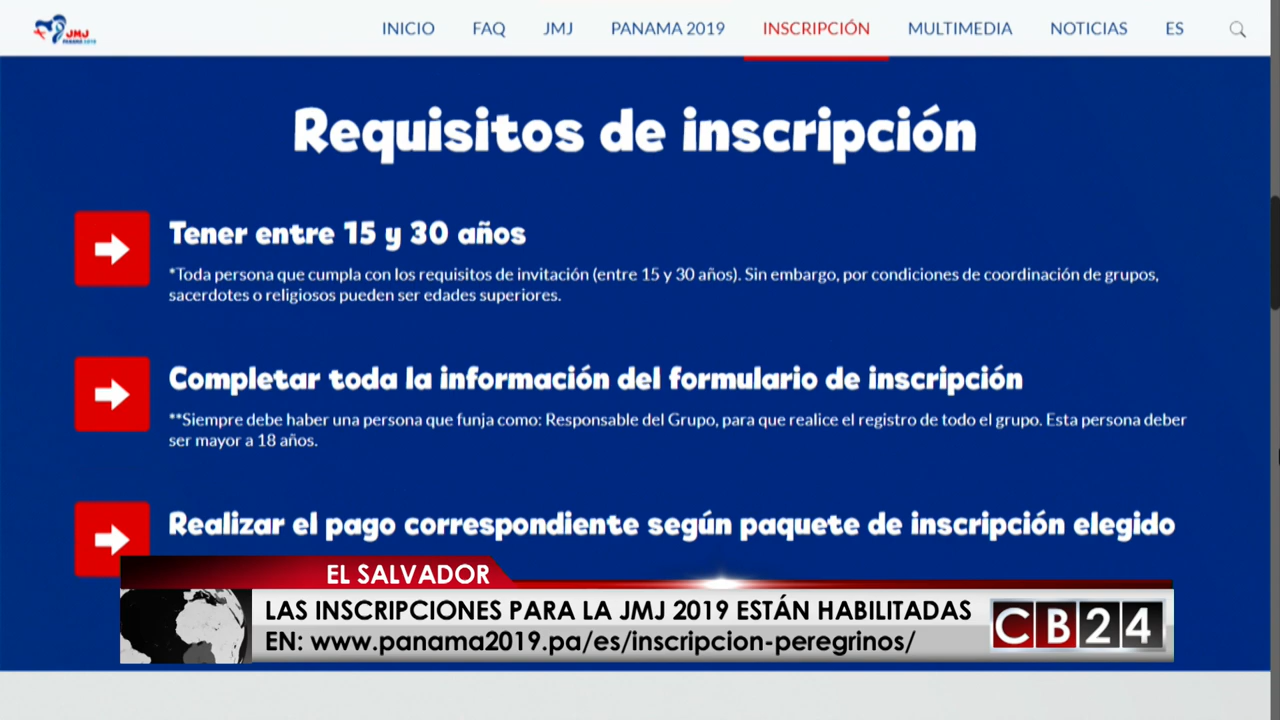 JMJ
PANAMÁ 2019
INICIO FAQ JMJ PANAMA 2019 INSCRIPCIÓN MULTIMEDIA NOTICIAS ES
Requisitos de inscripción
Tener entre 15 y 30 años
*Toda persona que cumpla con los requisitos de invitación (entre 15 y 30 años). Sin embargo, por condiciones de coordinación de grupos,
sacerdotes o religiosos pueden ser edades superiores.
Completar toda la información del formulario de inscripción
**Siempre debe haber una persona que funja como: Responsable del Grupo, para que realice el registro de todo el grupo. Esta persona deber
ser mayor a 18 años.
Realizar el pago correspondiente según paquete de inscripción elegido
EL SALVADOR
LAS INSCRIPCIONES PARA LA JMJ 2019 ESTÁN HABILITADAS
EN: www.panama2019.pa/es/inscripcion-peregrinos/
CB24